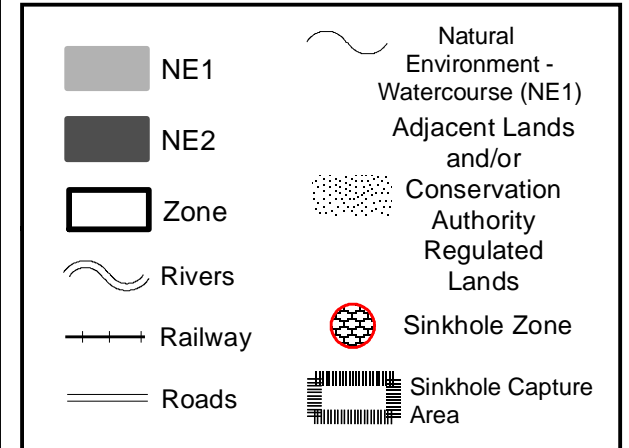 NE1
NE2
Zone
Rivers
Railway
Roads
Natural
Environment -
Watercourse (NE1)
Adjacent Lands
and/or
Conservation
Authority
Regulated
Lands
Sinkhole Zone
Sinkhole Capture
Area